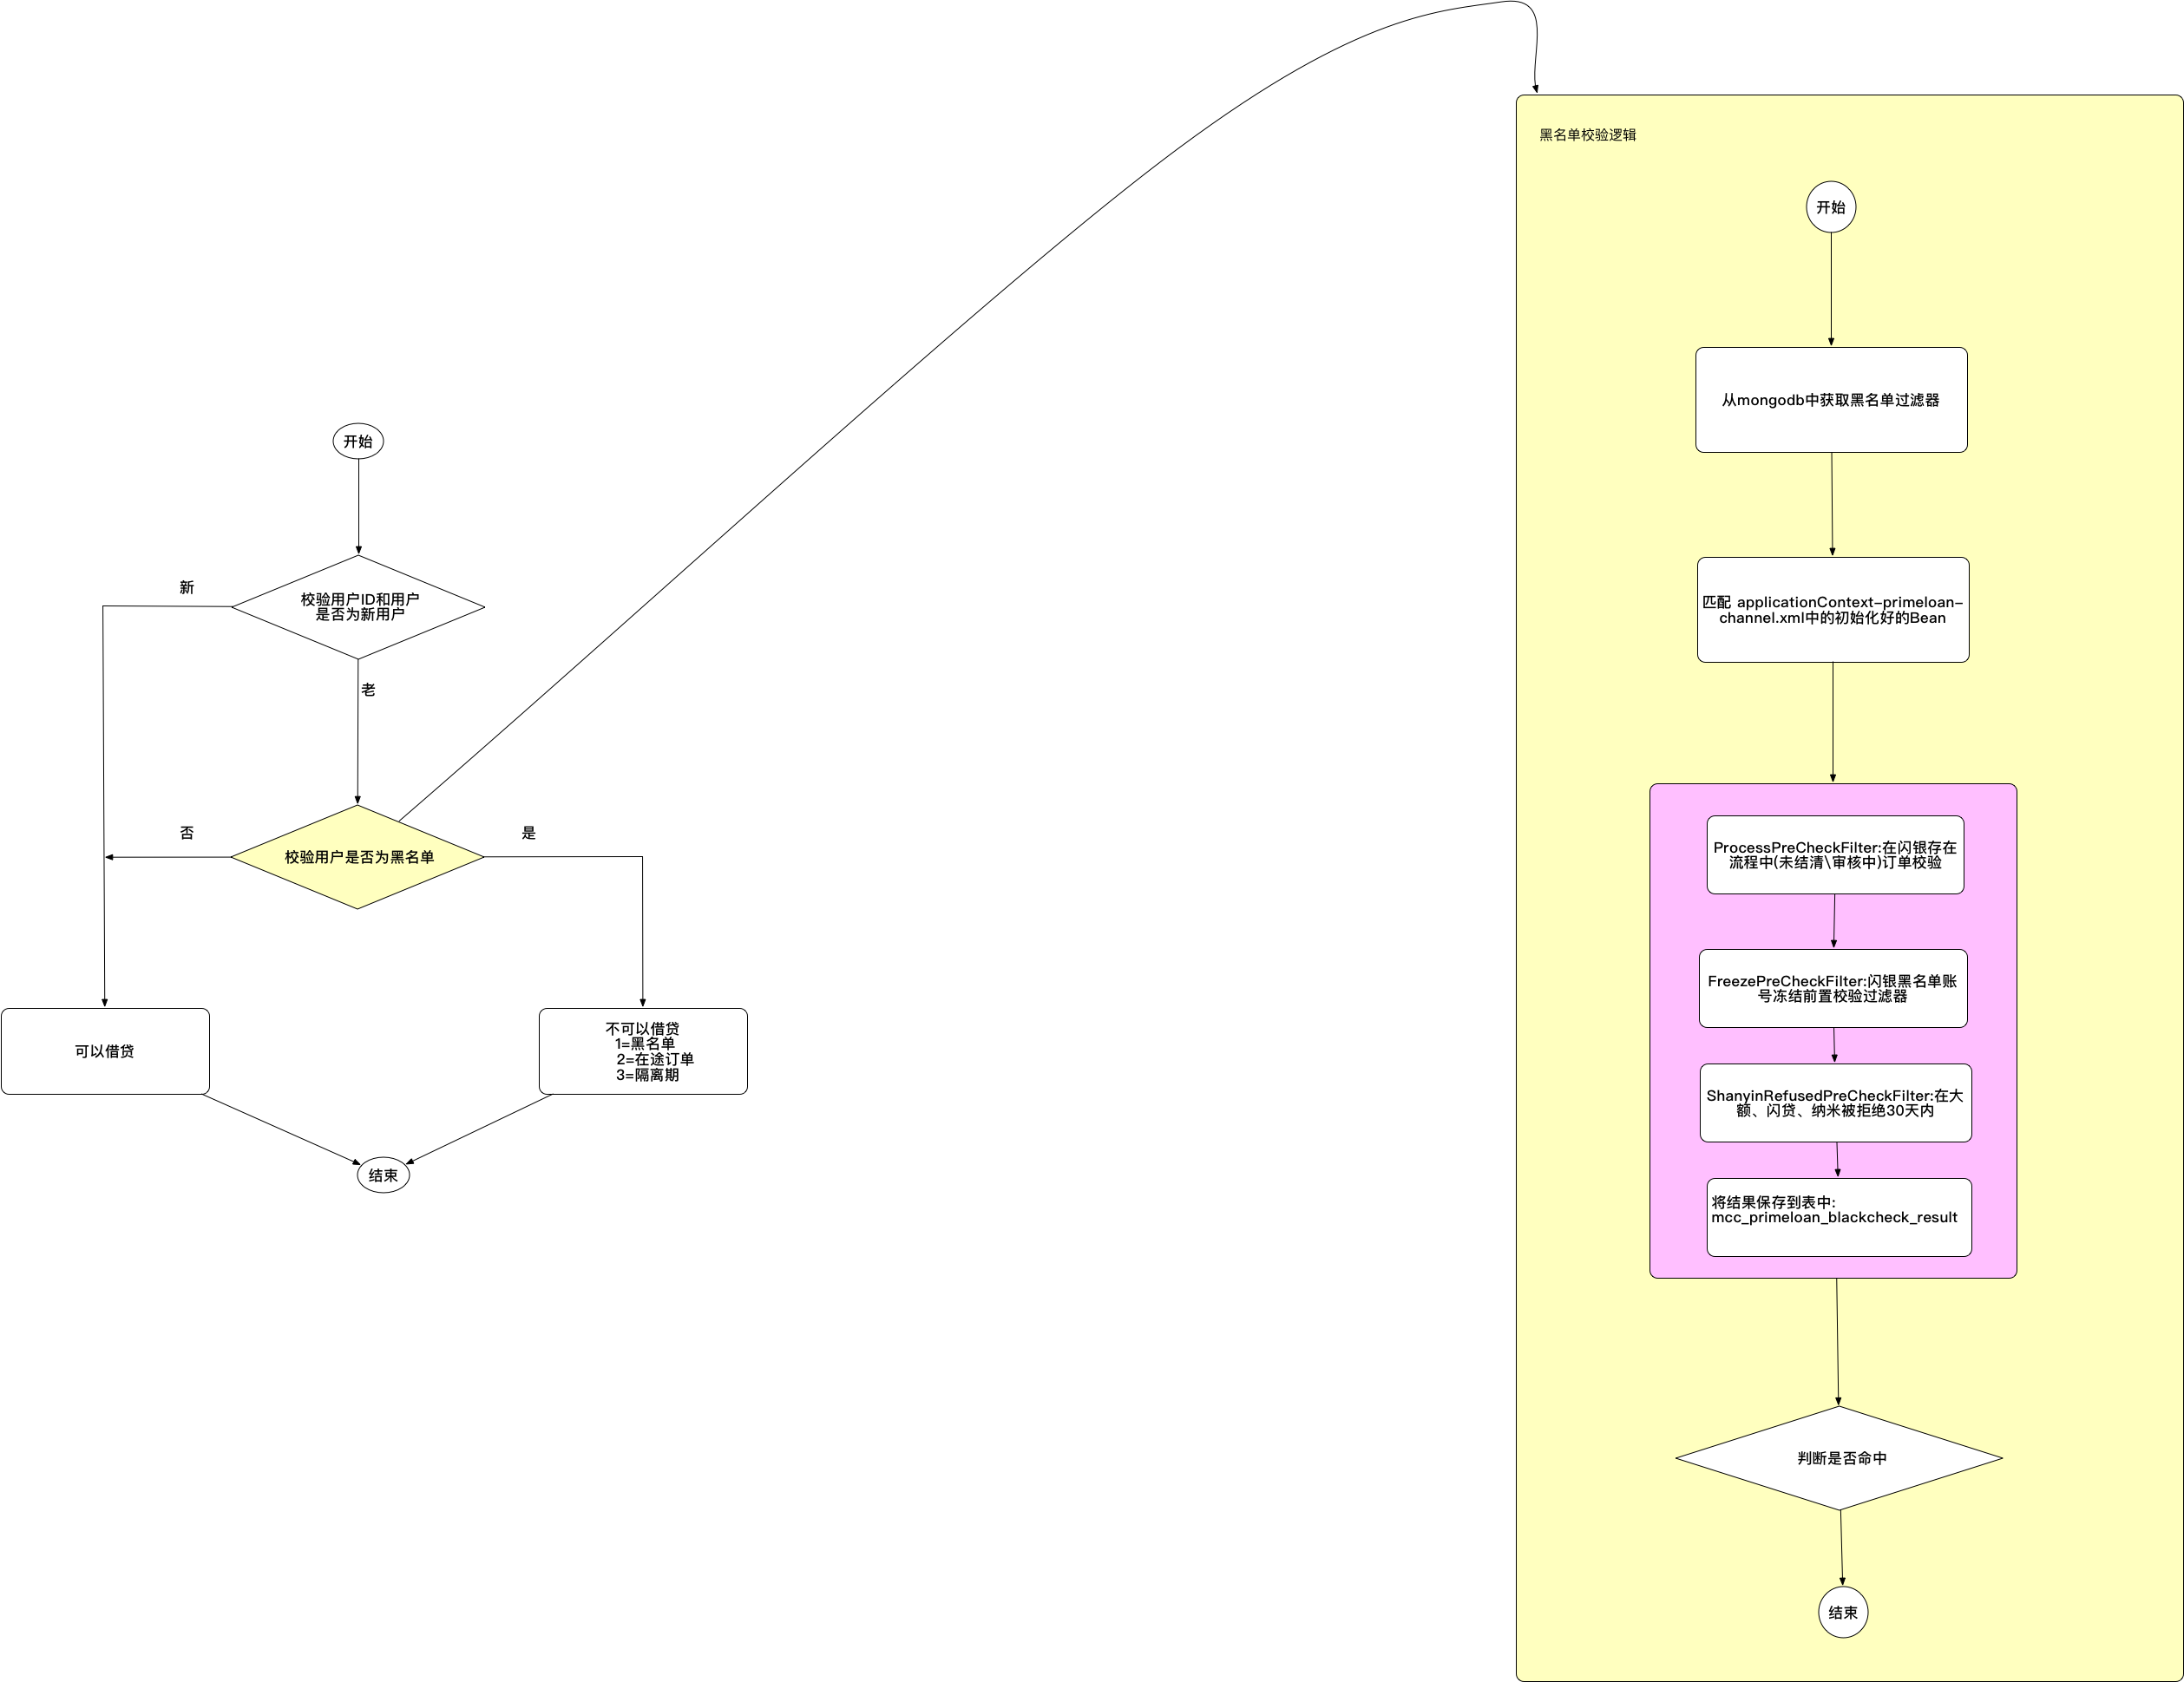 开始
校验用户ID和用户
是否为新用户
新
老
校验用户是否为黑名单
否
是
可以借贷
不可以借贷
1=黑名单
2=在途订单
3=隔离期
结束
黑名单校验逻辑
开始
从mongodb中获取黑名单过滤器
匹配 applicationContext-primeloan-
channel.xml中的初始化好的Bean
ProcessPreCheckFilter:在闪银存在
流程中(未结清\审核中)订单校验
FreezePreCheckFilter:闪银黑名单账
号冻结前置校验过滤器
ShanyinRefusedPreCheckFilter:在大
额、闪贷、纳米被拒绝30天内
将结果保存到表中:
mcc_primeloan_blackcheck_result
判断是否命中
结束